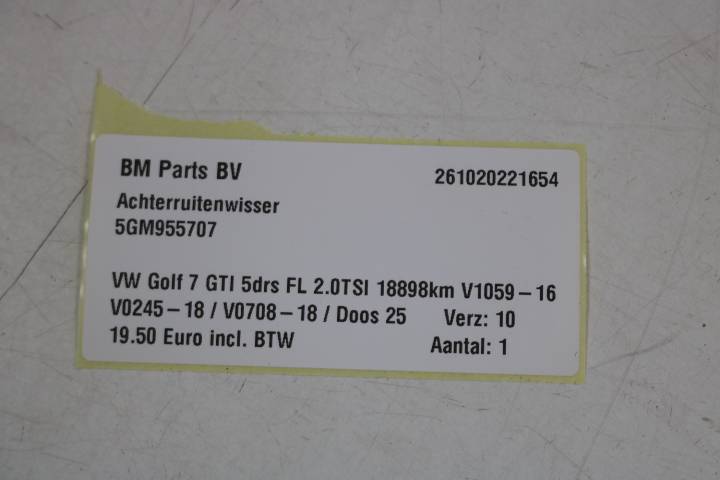 BM Parts BV 261020221654
Achterruitenwisser
5GM955707
VW Golf 7 GTI 5drs FL 2.0TSI 18898km V1059-16
V0245-18 / V0708-18 / Doos 25 Verz: 10
19.50 Euro incl. BTW Aantal: 1